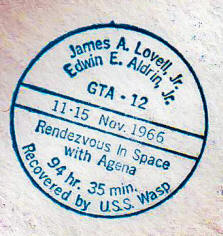 James A. Lovell, Jr.
Edwin E. Aldrin, Jr.
GTA - 12
11-15 Nov. 1966
Rendezvous In Space
with Agena
94 hr. 35 min.
Recovered by U.S.S. Wasp